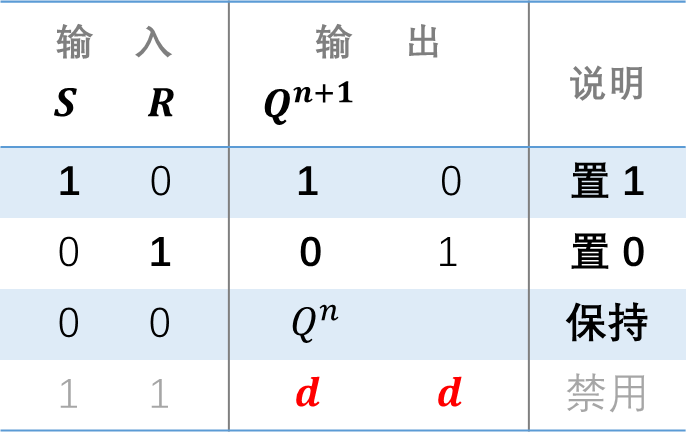 输 入 输 出 说明
S R Qⁿ⁺¹
1 0 1 0 置 1
0 1 0 1 置 0
0 0 Qⁿ 保持
1 1 d d 禁用